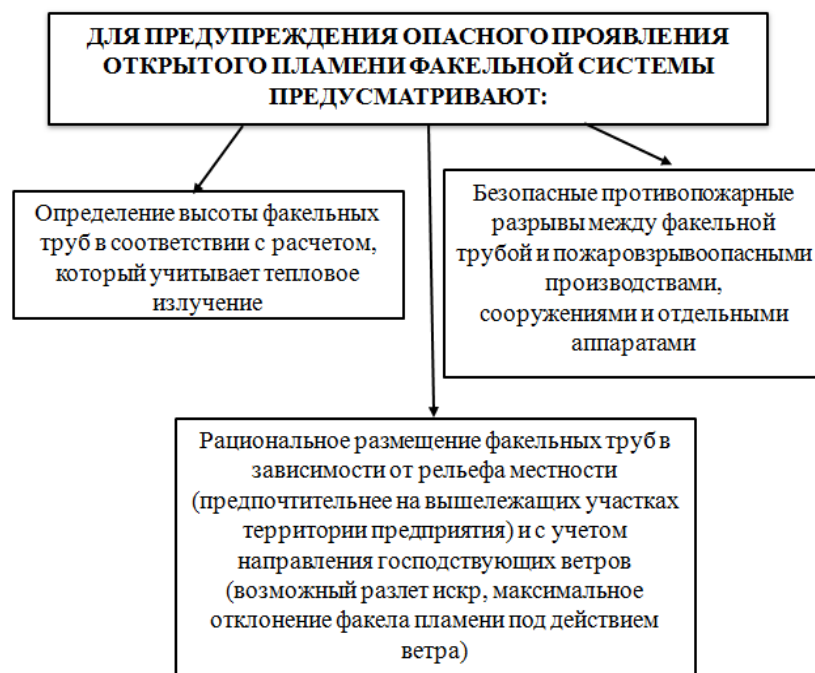 ДЛЯ ПРЕДУПРЕЖДЕНИЯ ОПАСНОГО ПРОЯВЛЕНИЯ
ОТКРЫТОГО ПЛАМЕНИ ФАКЕЛЬНОЙ СИСТЕМЫ
ПРЕДУСМАТРИВАЮТ:
Определение высоты факельных
труб в соответствии с расчетом,
который учитывает тепловое
излучение
Безопасные противопожарные
разрывы между факельной
трубой и пожаровзрывоопасными
производствами,
сооружениями и отдельными
аппаратами
Рациональное размещение факельных труб в
зависимости от рельефа местности
(предпочтительнее на вышележащих участках
территории предприятия) и с учетом
направления господствующих ветров
(возможный разлет искр, максимальное
отклонение факела пламени под действием
ветра)